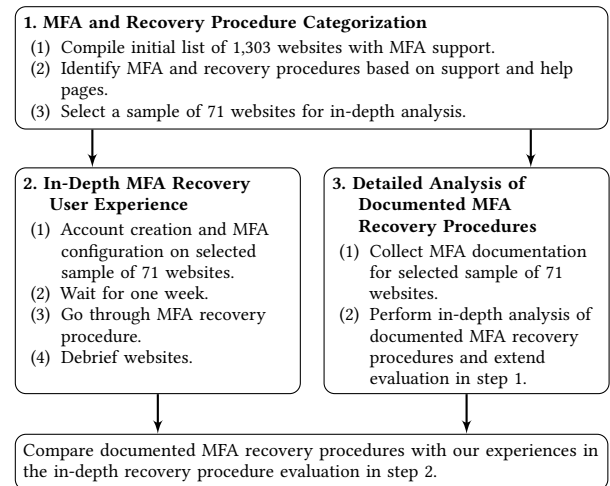 1. MFA and Recovery Procedure Categorization
(1) Compile initial list of 1,303 websites with MFA support.
(2) Identify MFA and recovery procedures based on support and help
pages.
(3) Select a sample of 71 websites for in-depth analysis.
2. In-Depth MFA Recovery
User Experience
(1) Account creation and MFA
configuration on selected
sample of 71 websites.
(2) Wait for one week.
(3) Go through MFA recovery
procedure.
(4) Debrief websites.
3. Detailed Analysis of
Documented MFA
Recovery Procedures
(1) Collect MFA documentation
for selected sample of 71
websites.
(2) Perform in-depth analysis of
documented MFA recovery
procedures and extend
evaluation in step 1.
Compare documented MFA recovery procedures with our experiences in
the in-depth recovery procedure evaluation in step 2.